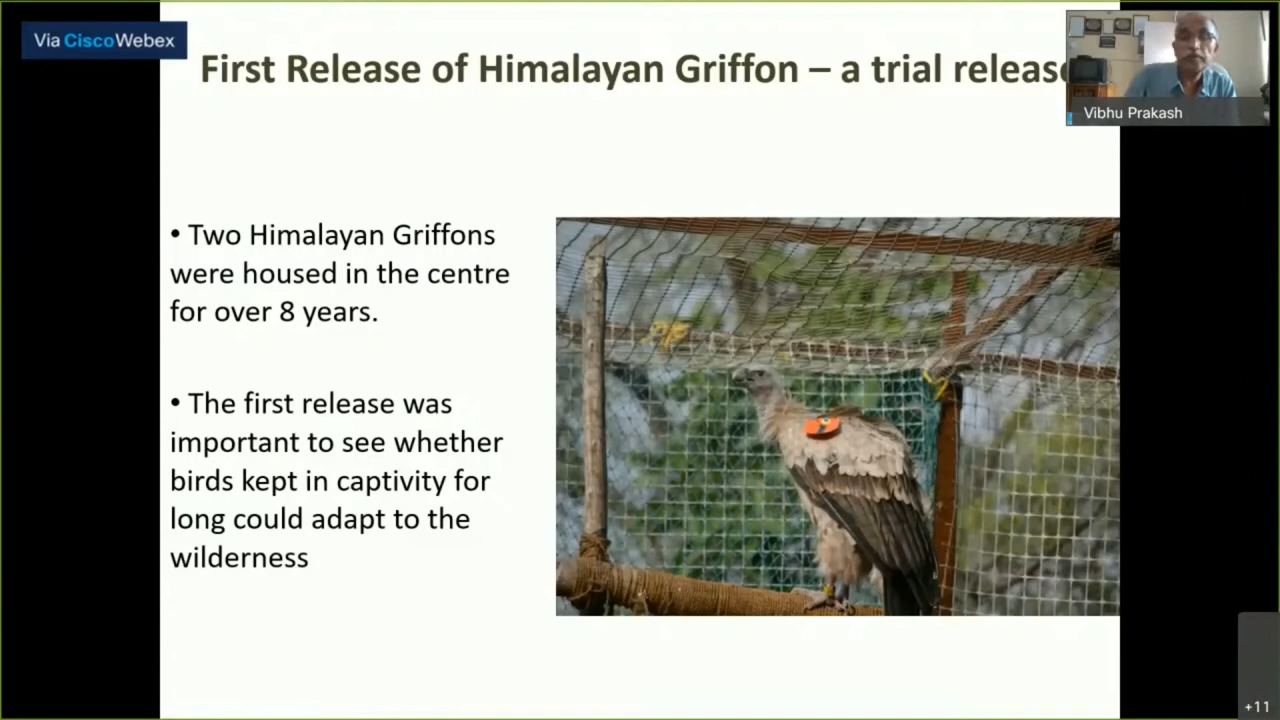 Via CiscoWebex
First Release of Himalayan Griffon – a trial release
Vibhu Prakash
• Two Himalayan Griffons
were housed in the centre
for over 8 years.
• The first release was
important to see whether
birds kept in captivity for
long could adapt to the
wilderness
+11